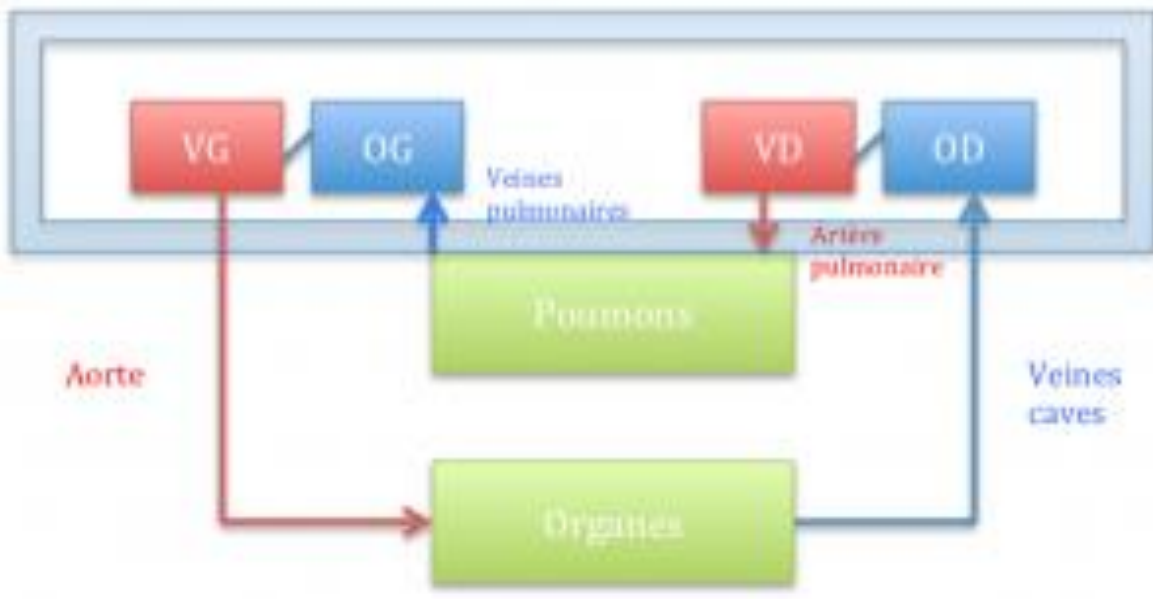 VG
OG
VD
OD
Veines
pulmonaires
Artère
pulmonaire
Poumons
Aorte
Veines
caves
Organes